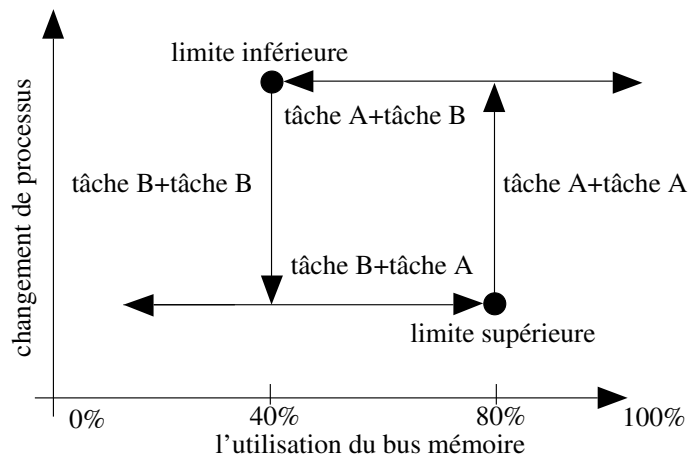 limite inférieure
tâche A+tâche B
tâche B+tâche B
tâche A+tâche A
tâche B+tâche A
limite supérieure
changement de processus
0%
40%
80%
100%
l'utilisation du bus mémoire